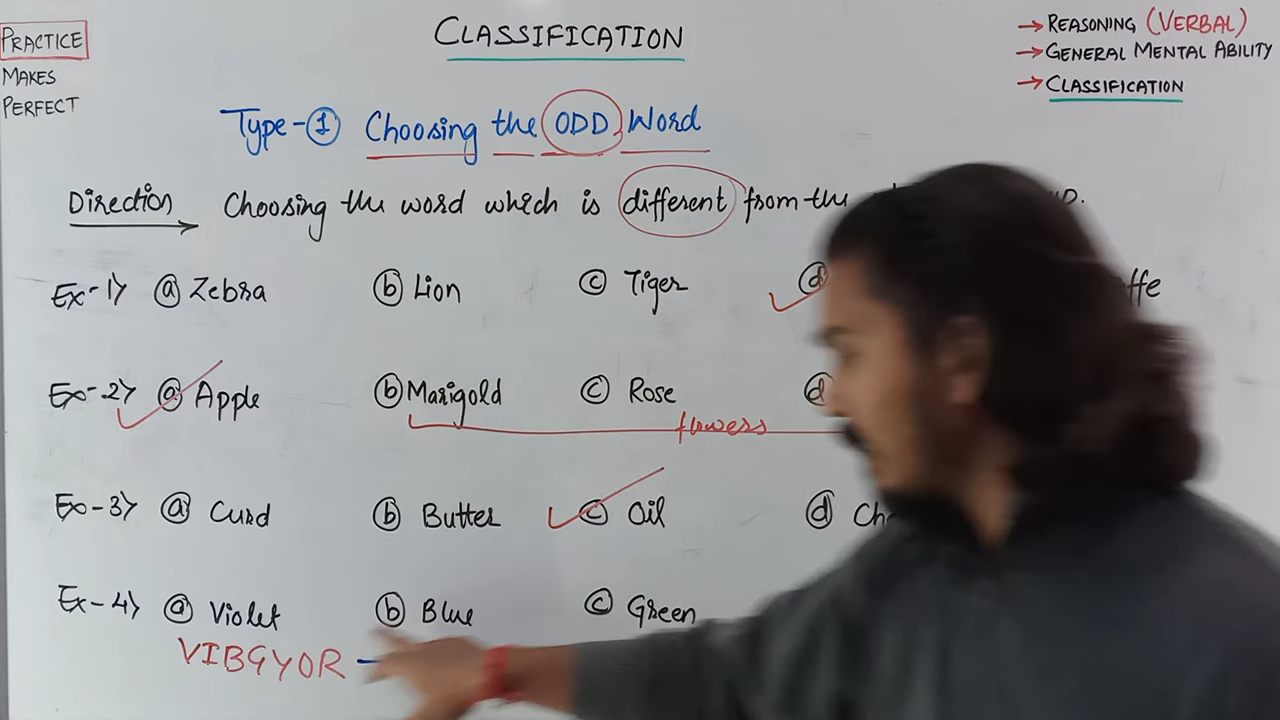 PRACTICE
MAKES
PERFECT
CLASSIFICATION
→ REASONING (VERBAL)
→ GENERAL MENTAL ABILITY
→ CLASSIFICATION
Type-① Choosing the ODD Word
Direction Choosing the word which is different from the
Ex-1) ⓐ Zebra ⓑ Lion ⓒ Tiger ⓓ ffe
Ex-2) ⓐ Apple ⓑ Marigold ⓒ Rose ⓓ
flowers
Ex-3) ⓐ Curd ⓑ Butter ⓒ Oil ⓓ Ch
Ex-4) ⓐ Violet ⓑ Blue ⓒ Green
VIBGYOR -